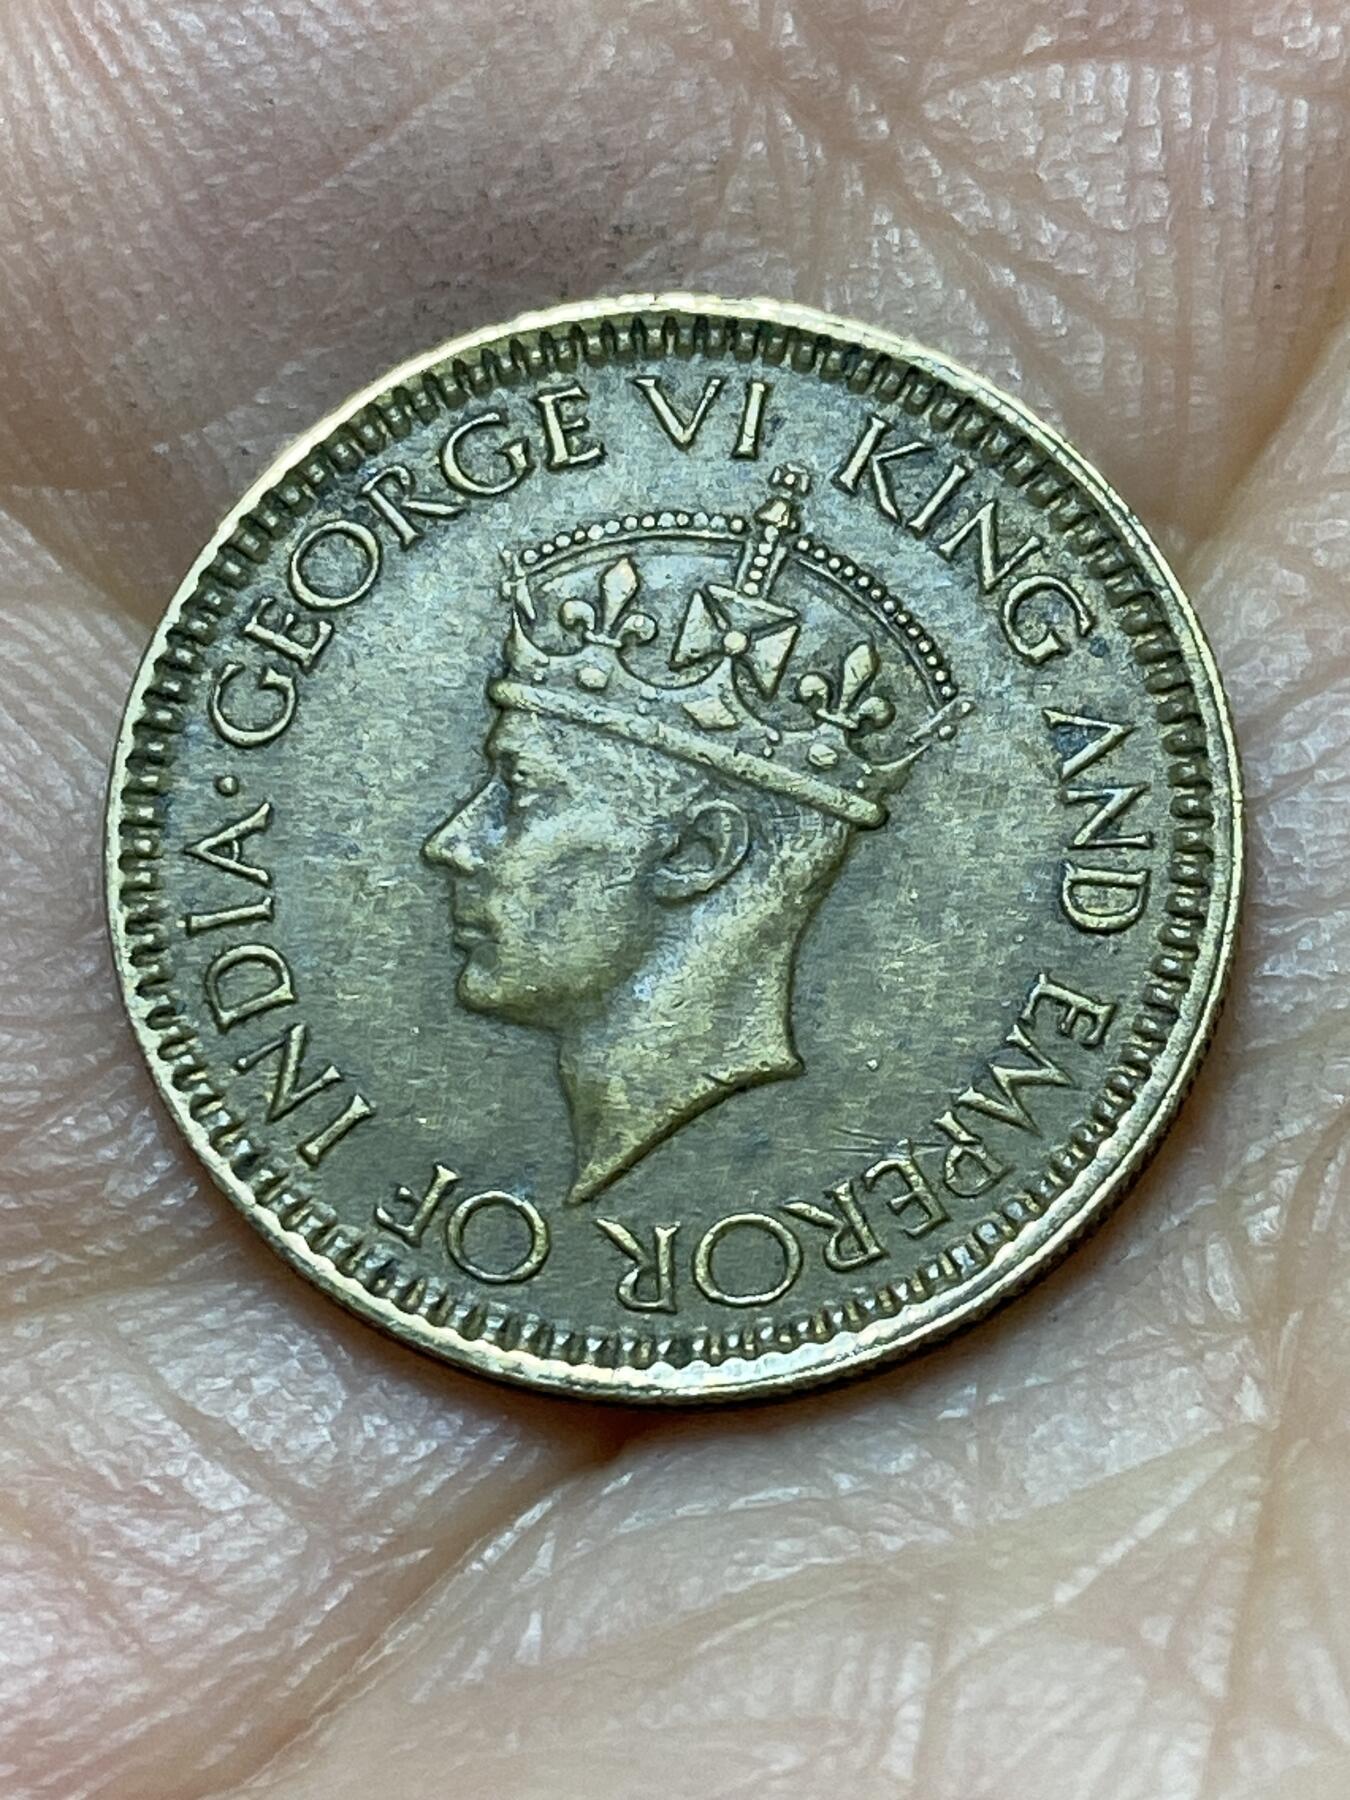 GEORGE VI KING AND EMPEROR OF INDIA·